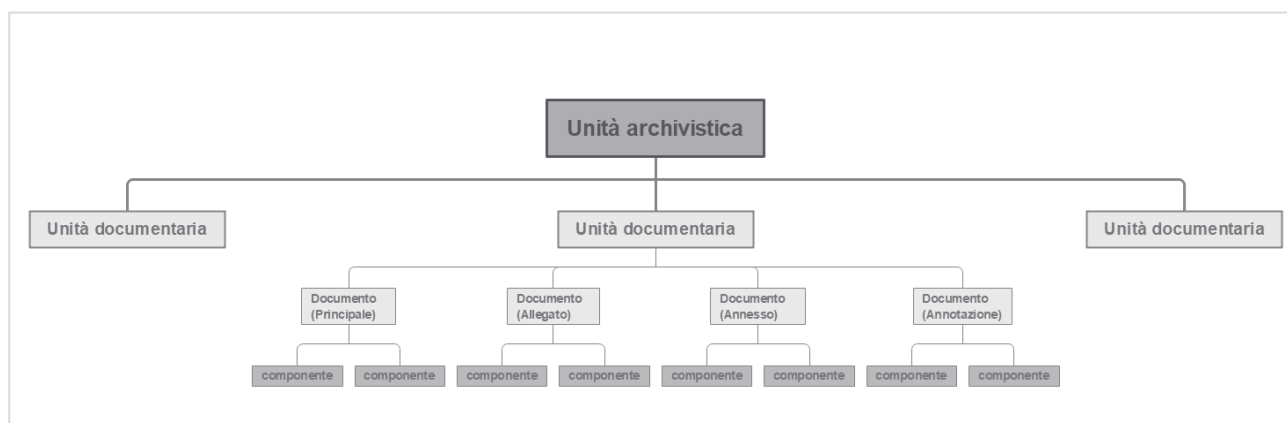 Unità archivistica
Unità documentaria
Unità documentaria
Unità documentaria
Documento
(Principale)
Documento
(Allegato)
Documento
(Annesso)
Documento
(Annotazione)
componente
componente
componente
componente
componente
componente
componente
componente